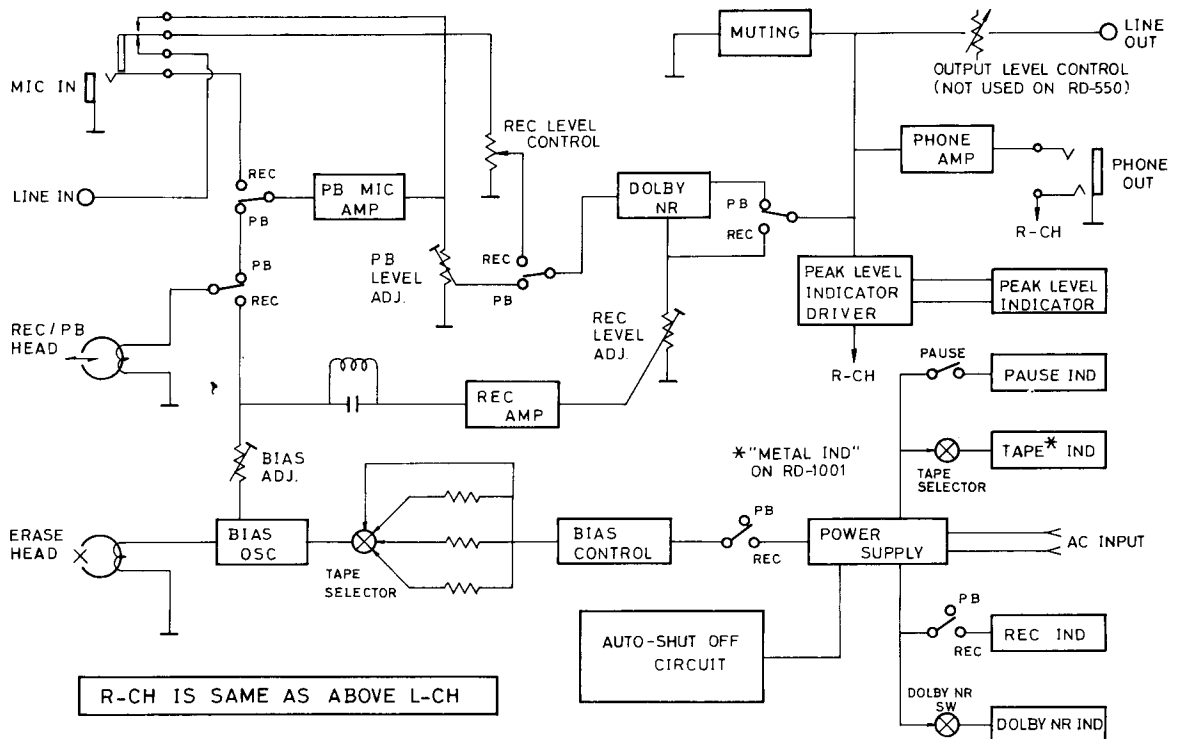 MUTING
LINE
OUT
OUTPUT LEVEL CONTROL
(NOT USED ON RD-550)
MIC IN
REC LEVEL
CONTROL
PHONE
AMP
PHONE
OUT
R-CH
LINE IN
REC
PB
PB MIC
AMP
DOLBY
NR
PB
REC
PB
LEVEL
ADJ.
REC
PB
PB
REC
REC/PB
HEAD
REC
LEVEL
ADJ.
PEAK LEVEL
INDICATOR
DRIVER
PEAK LEVEL
INDICATOR
R-CH
PAUSE
PAUSE IND
REC
AMP
BIAS
ADJ.
*"METAL IND"
ON RD-1001
TAPE* IND
TAPE
SELECTOR
ERASE
HEAD
BIAS
OSC
TAPE
SELECTOR
BIAS
CONTROL
PB
REC
POWER
SUPPLY
AC INPUT
AUTO-SHUT OFF
CIRCUIT
PB
REC
REC IND
R-CH IS SAME AS ABOVE L-CH
DOLBY NR
SW
DOLBY NR IND